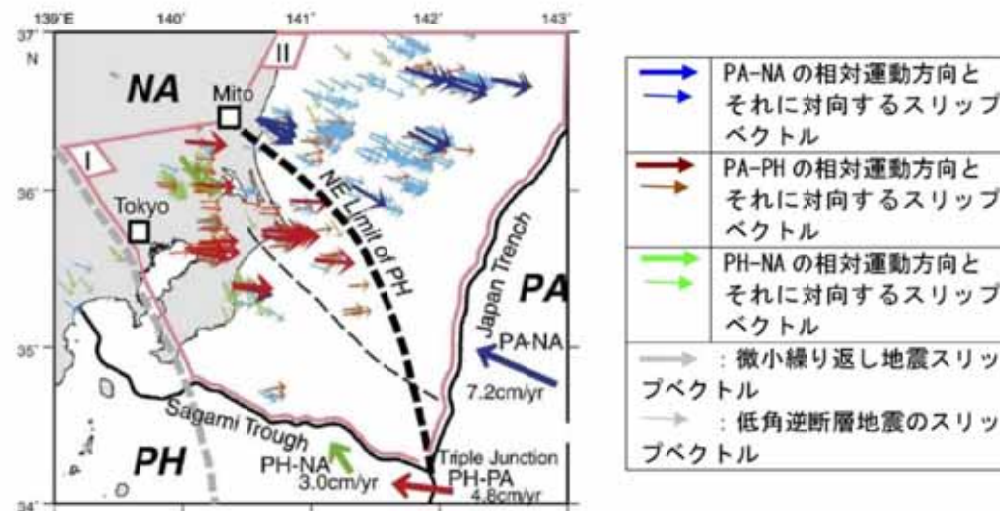 139°E
140°
141°
142°
143°
37°
N
II
NA
Mito
I
36°
Tokyo
NE Limit of PH
Japan Trench
PA
35°
PA-NA
7.2cm/yr
Sagami Trough
PH
PH-NA
3.0cm/yr
Triple Junction
PH-PA
4.8cm/yr
34°
PA-NA の相対運動方向と
それに対向するスリップ
ベクトル
PA-PH の相対運動方向と
それに対向するスリップ
ベクトル
PH-NA の相対運動方向と
それに対向するスリップ
ベクトル
：微小繰り返し地震スリッ
プベクトル
：低角逆断層地震のスリッ
プベクトル